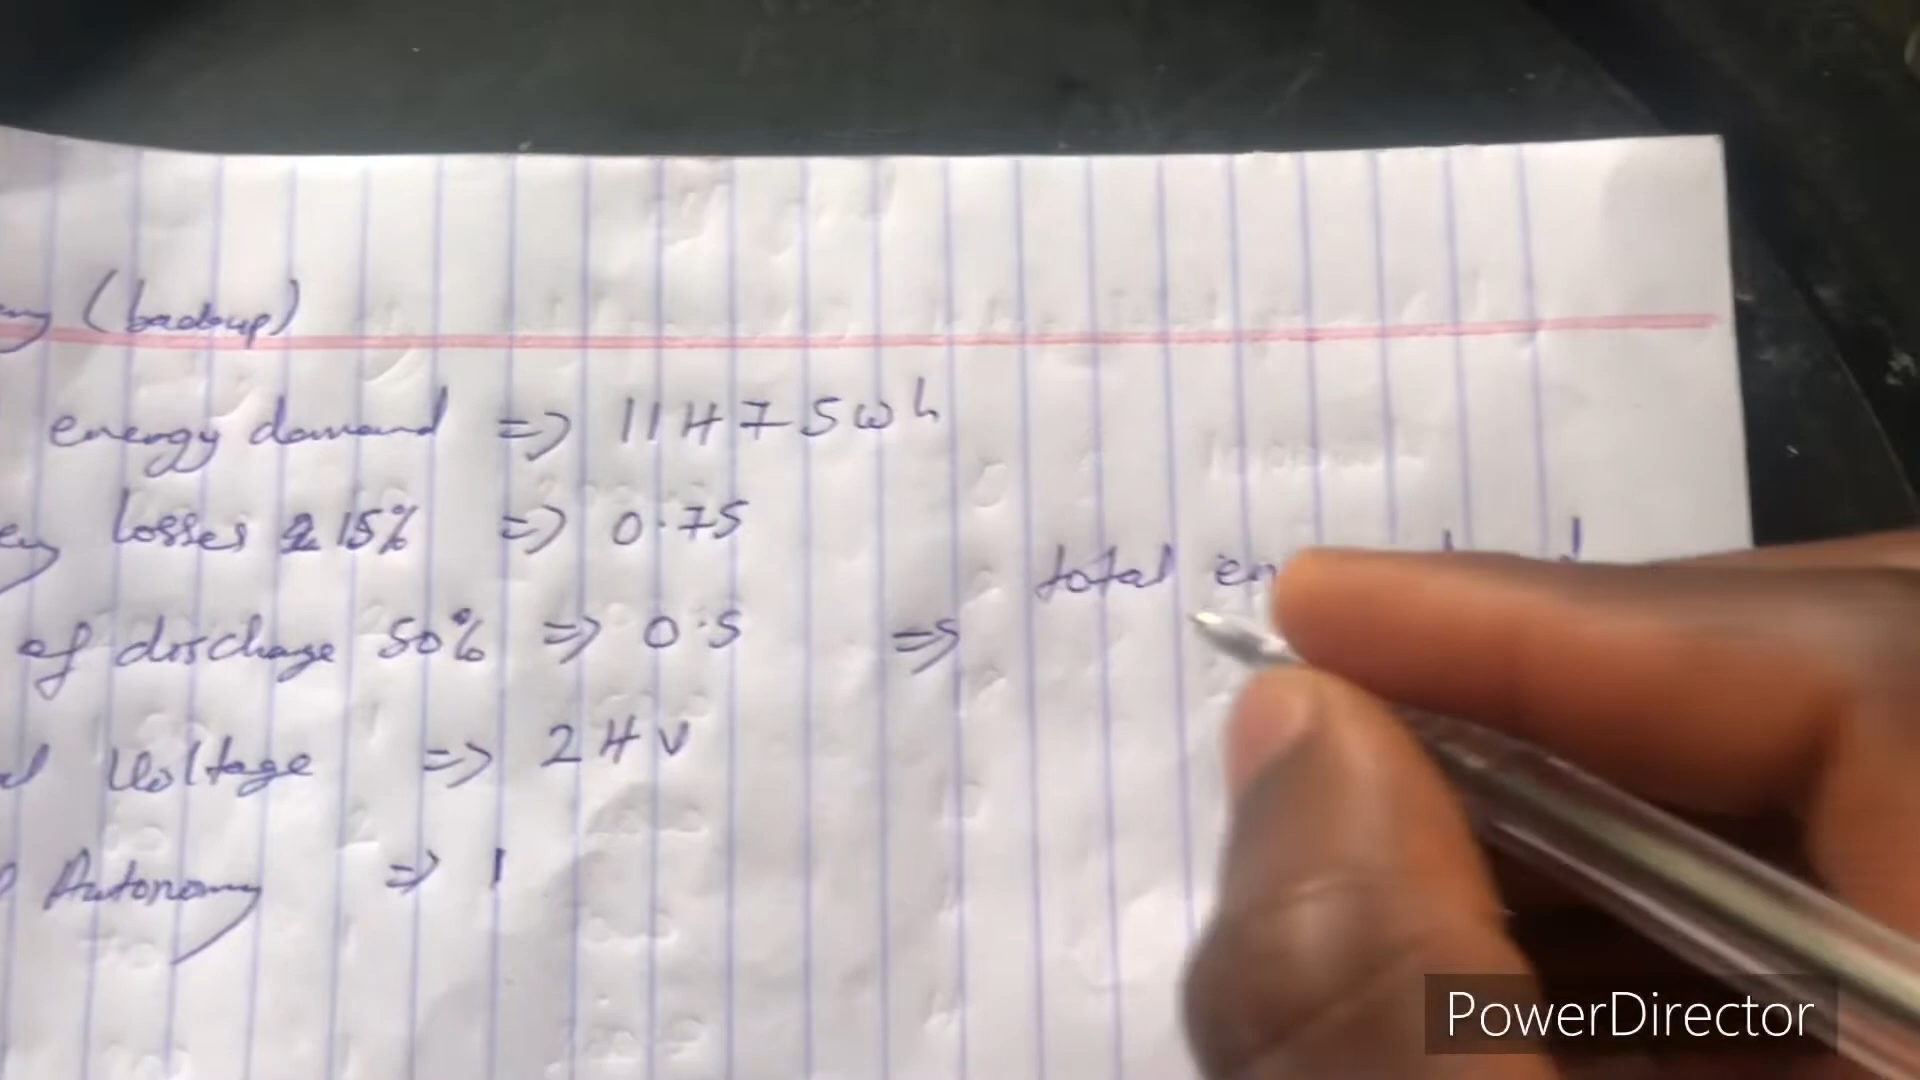 (backup)
energy demand => 11475wh
losses 15% => 0.75
of discharge 50% => 0.5 =>
total en
Voltage => 24V
Autonomy => 1
PowerDirector